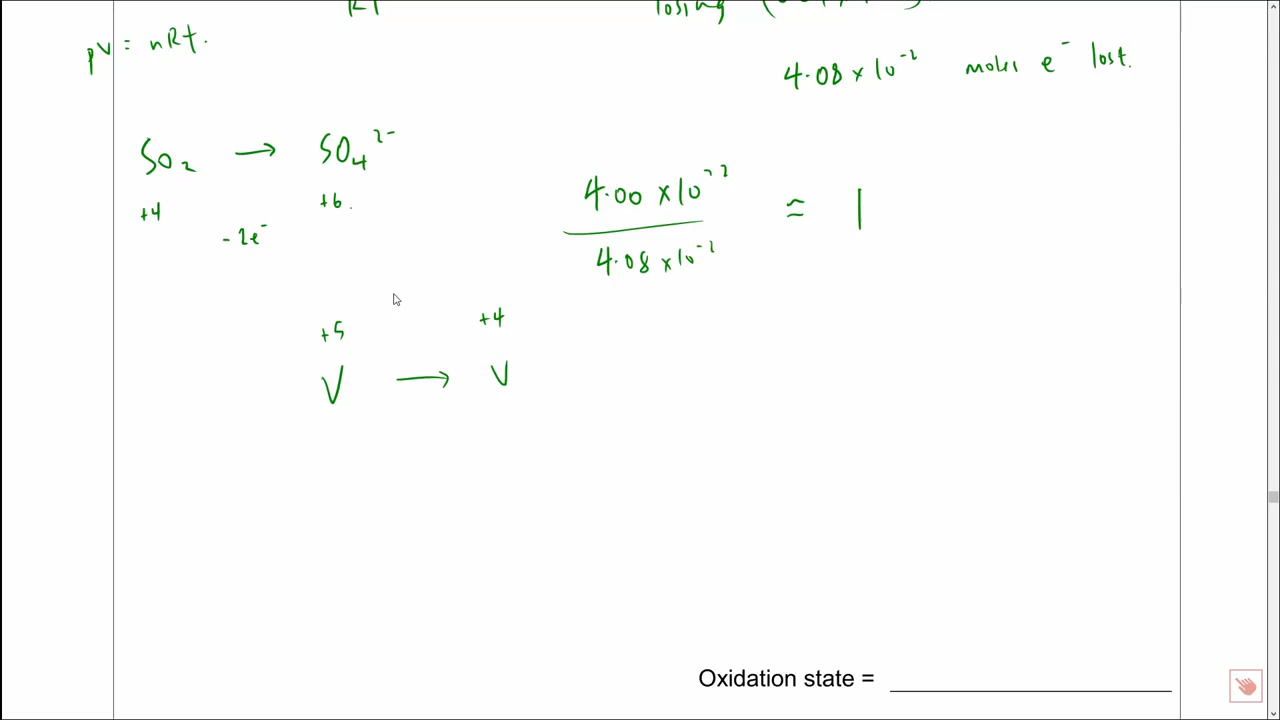 pV = nRt.
4.08 × 10⁻² moles e⁻ lost.
SO₂ → SO₄²⁻
+4 +6.
-2e⁻
4.00 × 10⁻² ≈ 1
4.08 × 10⁻²
+5 +4
V → V
Oxidation state =